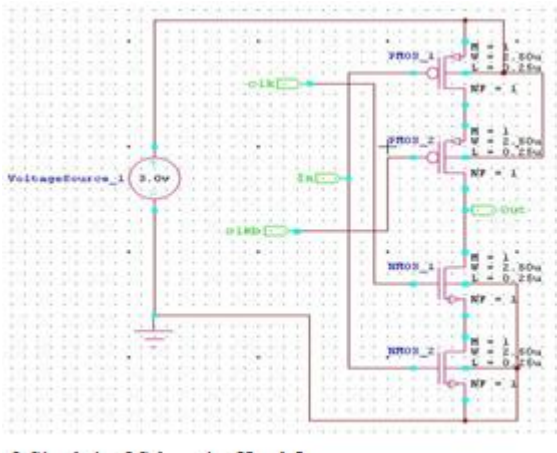 M = 1
W = 2.50u
L = 0.25u
NF = 1
PMOS_1
clk
M = 1
W = 2.50u
L = 0.25u
NF = 1
PMOS_2
VoltageSource_1
3.0v
In
Out
clkb
M = 1
W = 2.50u
L = 0.25u
NF = 1
NMOS_1
M = 1
W = 2.50u
L = 0.25u
NF = 1
NMOS_2